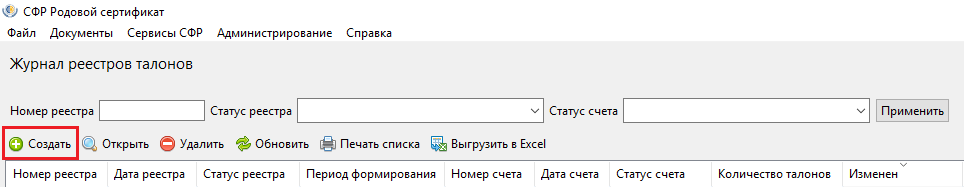 СФР Родовой сертификат
Файл Документы Сервисы СФР Администрирование Справка
Журнал реестров талонов
Номер реестра Статус реестра Статус счета Применить
Создать Открыть Удалить Обновить Печать списка Выгрузить в Excel
Номер реестра Дата реестра Статус реестра Период формирования Номер счета Дата счета Статус счета Количество талонов Изменен